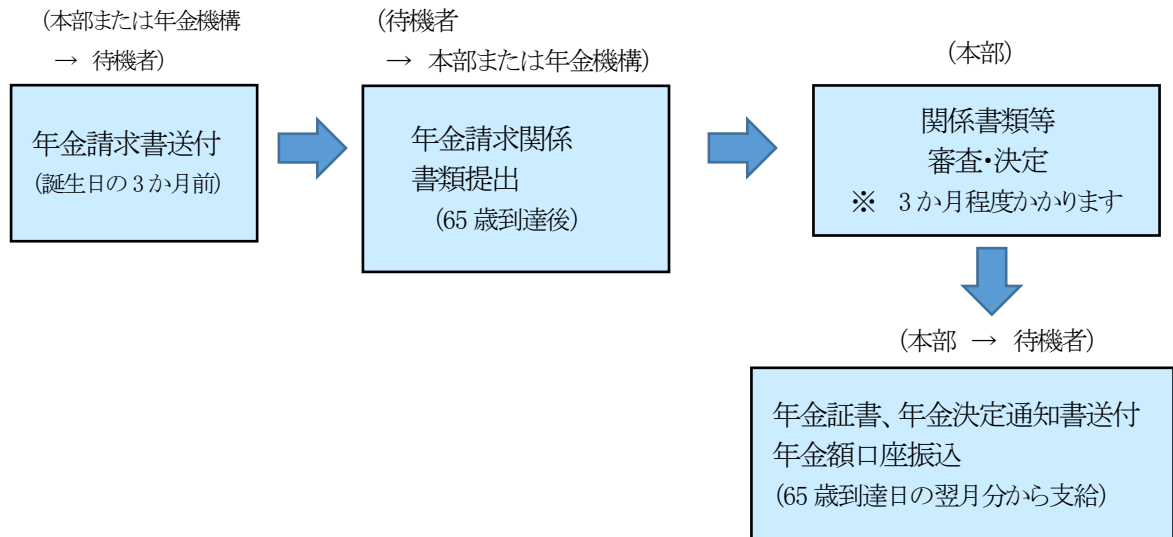 (本部または年金機構
→ 待機者)
年金請求書送付
(誕生日の3か月前)
(待機者
→ 本部または年金機構)
年金請求関係
書類提出
(65歳到達後)
(本部)
関係書類等
審査・決定
※ 3か月程度かかります
(本部 → 待機者)
年金証書、年金決定通知書送付
年金額口座振込
(65歳到達日の翌月分から支給)